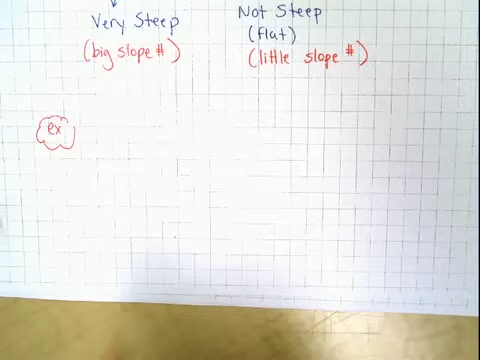 Very Steep
(big slope #)
Not Steep
(Flat)
(little slope #)
ex